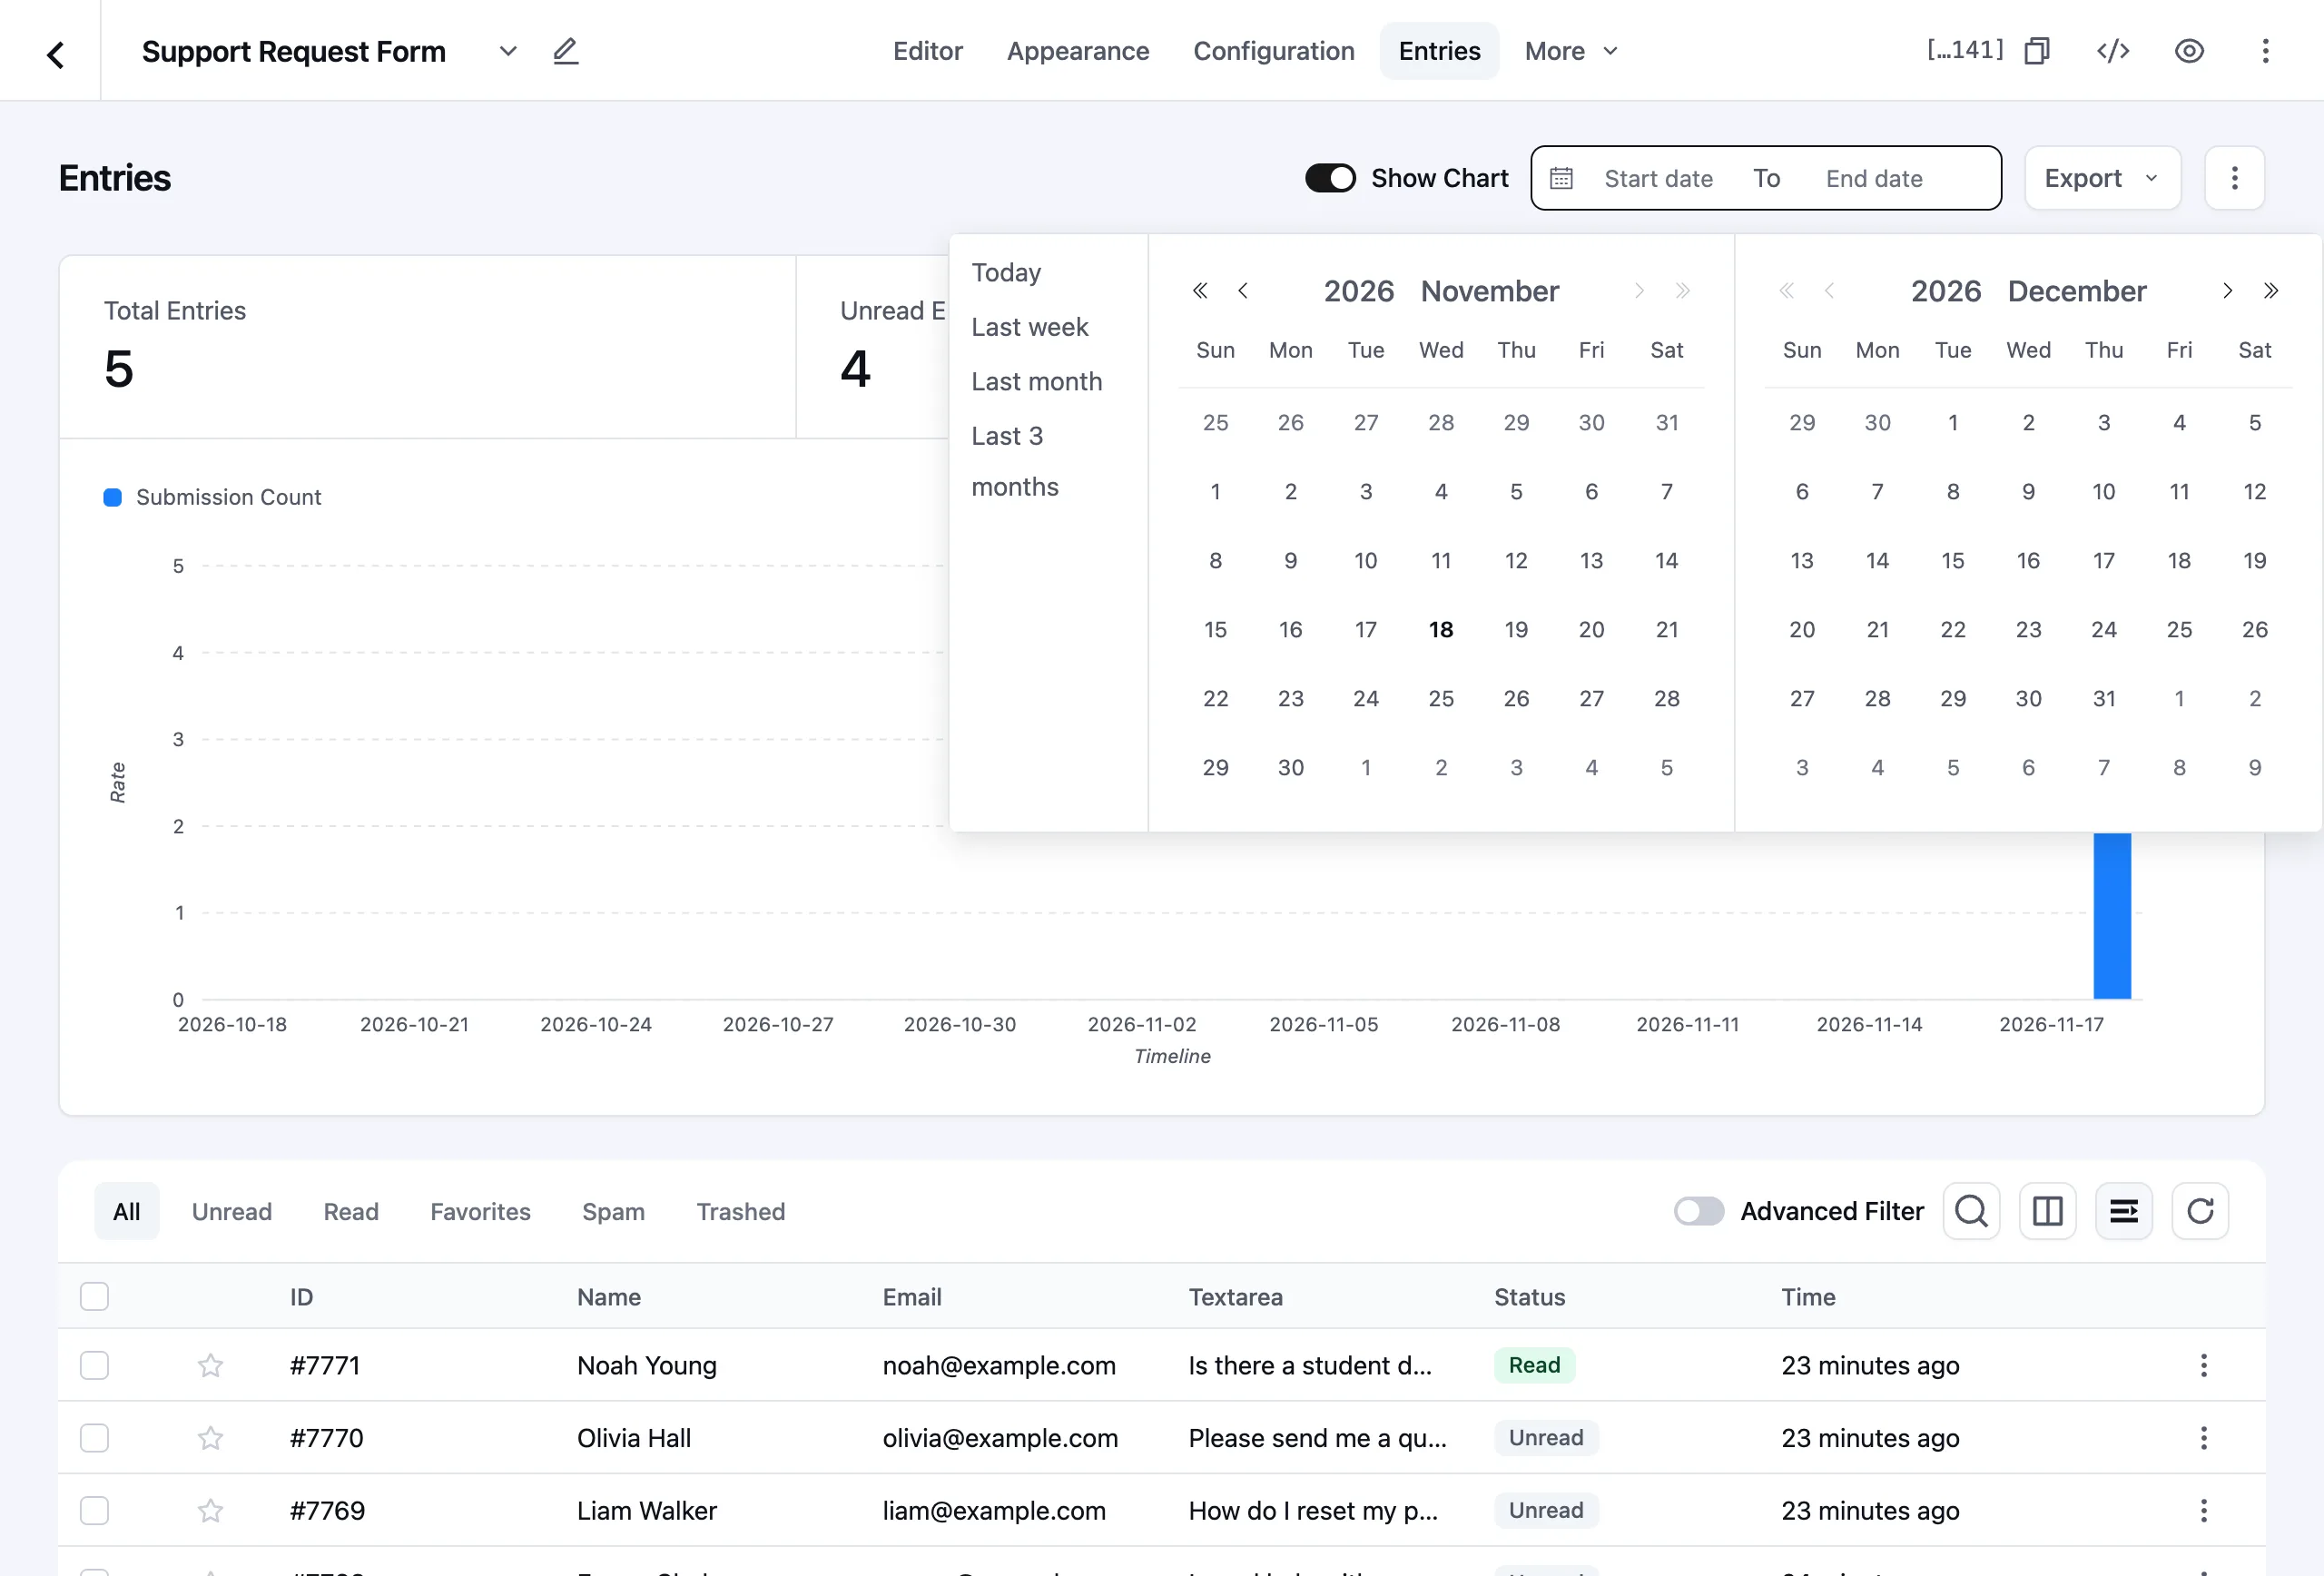 Support Request Form
Editor Appearance Configuration Entries More
[...141]
Entries
Show Chart
Start date To End date
Export
Total Entries
5
Unread E
4
Today
Last week
Last month
Last 3
months
2026 November
Sun Mon Tue Wed Thu Fri Sat
25 26 27 28 29 30 31
1 2 3 4 5 6 7
8 9 10 11 12 13 14
15 16 17 18 19 20 21
22 23 24 25 26 27 28
29 30 1 2 3 4 5
2026 December
Sun Mon Tue Wed Thu Fri Sat
29 30 1 2 3 4 5
6 7 8 9 10 11 12
13 14 15 16 17 18 19
20 21 22 23 24 25 26
27 28 29 30 31 1 2
3 4 5 6 7 8 9
Submission Count
5
4
3
2
1
0
Rate
2026-10-18 2026-10-21 2026-10-24 2026-10-27 2026-10-30 2026-11-02 2026-11-05 2026-11-08 2026-11-11 2026-11-14 2026-11-17
Timeline
All Unread Read Favorites Spam Trashed
Advanced Filter
ID Name Email Textarea Status Time
#7771 Noah Young noah@example.com Is there a student d... Read 23 minutes ago
#7770 Olivia Hall olivia@example.com Please send me a qu... Unread 23 minutes ago
#7769 Liam Walker liam@example.com How do I reset my p... Unread 23 minutes ago